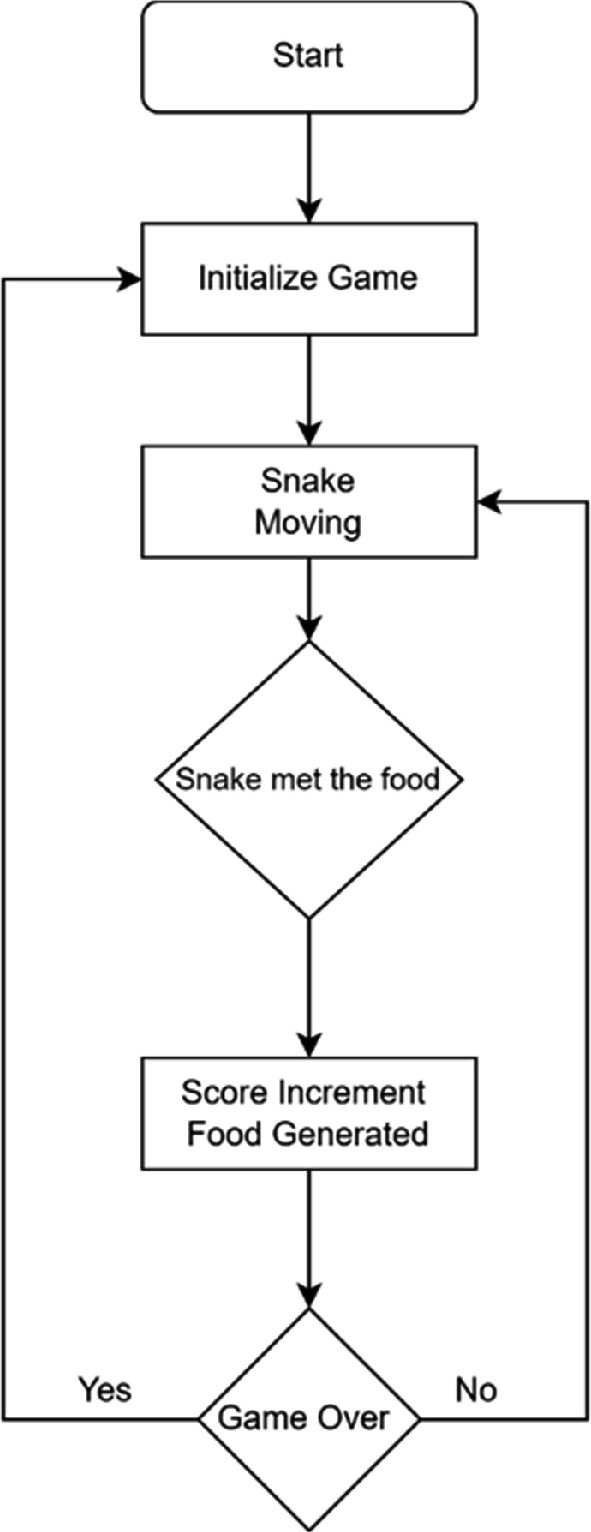 Start
Initialize Game
Snake
Moving
Snake met the food
Score Increment
Food Generated
Yes
No
Game Over